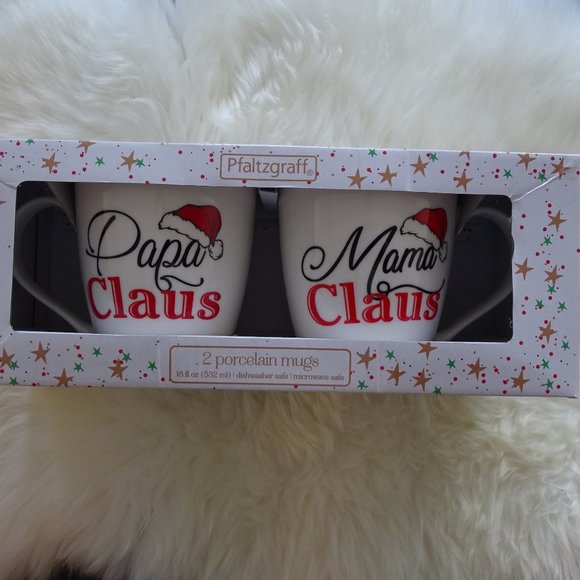 Pfaltzgraff®
Papa
Claus
Mama
Claus
2 porcelain mugs
18 fl oz (532 ml) | dishwasher safe | microwave safe